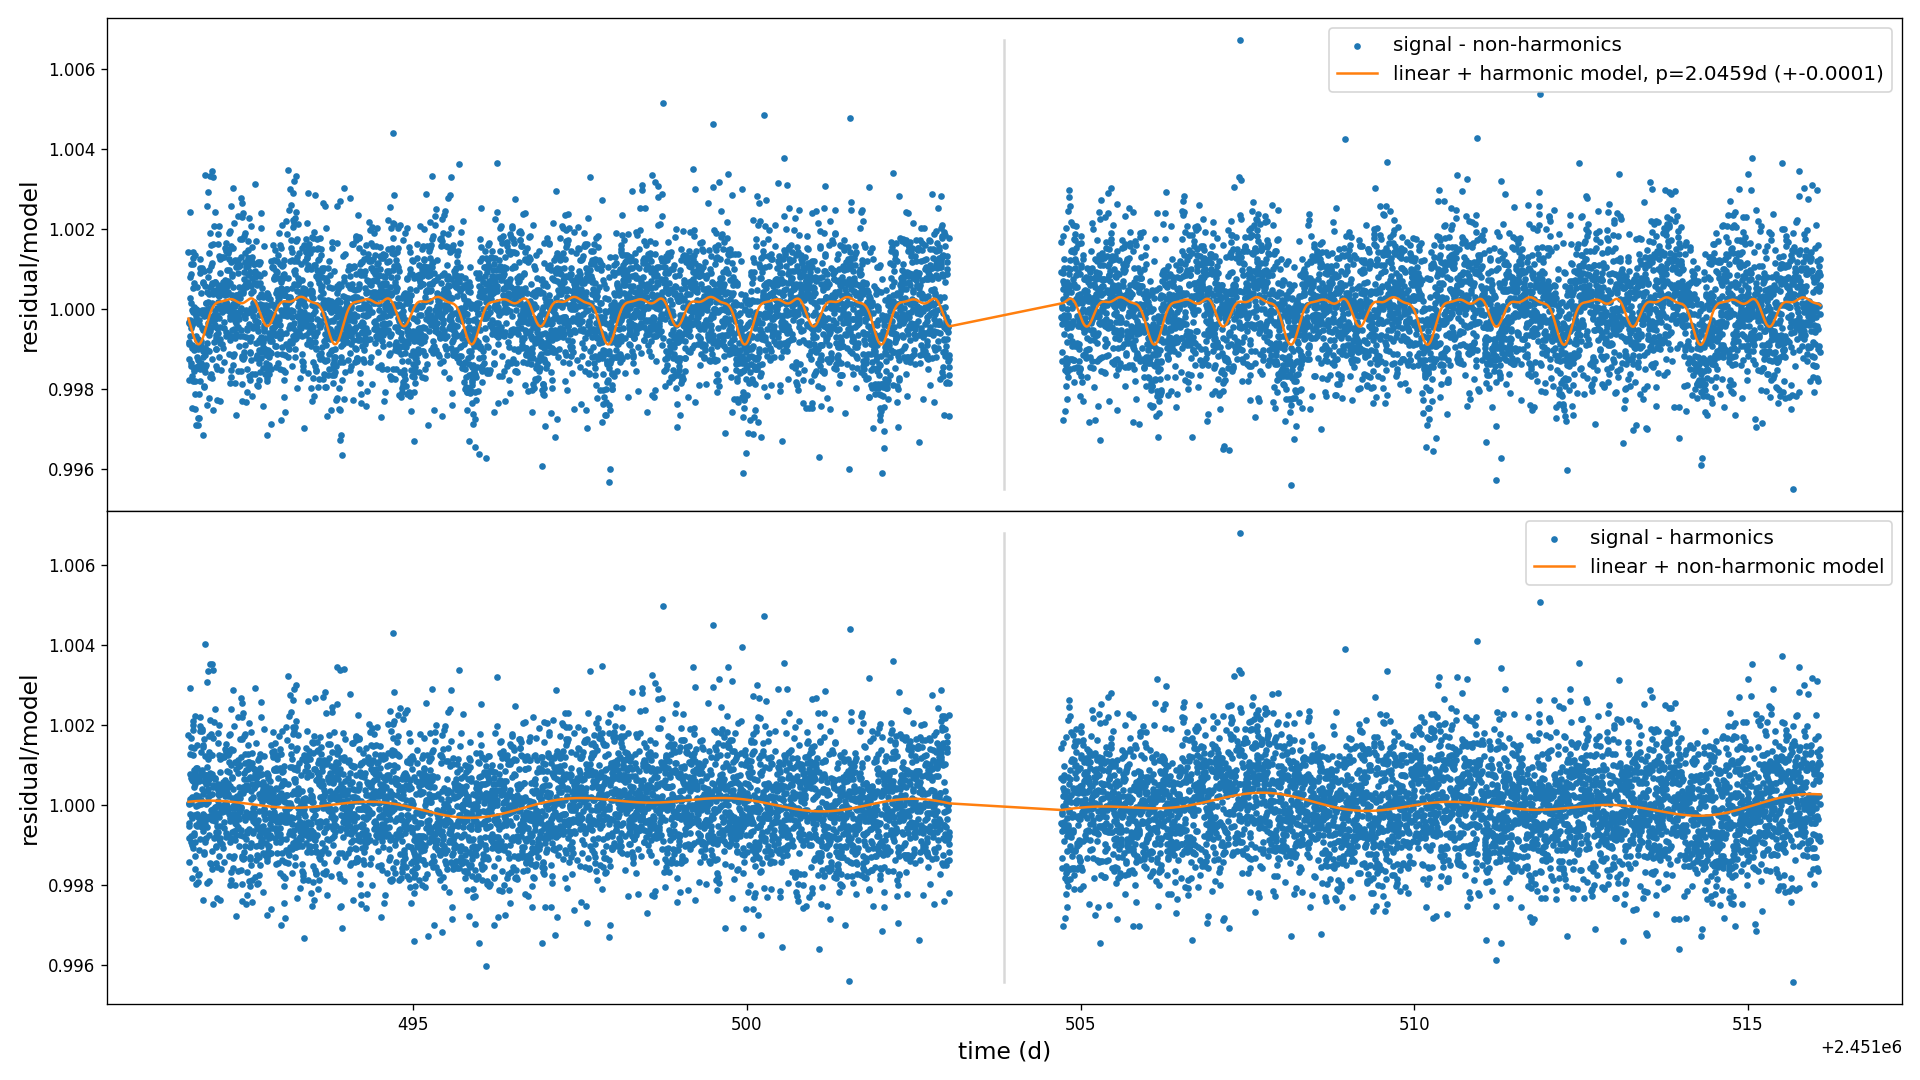 signal - non-harmonics
linear + harmonic model, p=2.0459d (+-0.0001)
residual/model
1.006
1.004
1.002
1.000
0.998
0.996
signal - harmonics
linear + non-harmonic model
residual/model
1.006
1.004
1.002
1.000
0.998
0.996
495 500 505 510 515
time (d)
+2.451e6